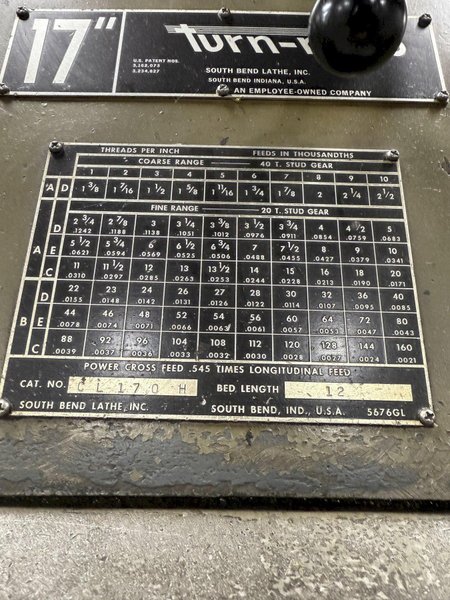 17"
turn-
U.S. PATENT NOS.
3,162,073
3,234,827
SOUTH BEND LATHE, INC.
SOUTH BEND INDIANA, U.S.A.
AN EMPLOYEE-OWNED COMPANY
THREADS PER INCH FEEDS IN THOUSANDTHS
COARSE RANGE 40 T. STUD GEAR
1 2 3 4 5 6 7 8 9 10
A D 1 3/8 1 7/16 1 1/2 1 5/8 1 11/16 1 3/4 1 7/8 2 2 1/4 2 1/2
FINE RANGE 20 T. STUD GEAR
A
D 2 3/4 2 7/8 3 3 1/4 3 3/8 3 1/2 3 3/4 4 4 1/2 5
.1242 .1188 .1138 .1051 .1012 .0976 .0911 .0854 .0759 .0683
E 5 1/2 5 3/4 6 6 1/2 6 3/4 7 7 1/2 8 9 10
.0621 .0594 .0569 .0525 .0506 .0488 .0455 .0427 .0379 .0341
C 11 11 1/2 12 13 13 1/2 14 15 16 18 20
.0310 .0297 .0285 .0263 .0253 .0244 .0228 .0213 .0190 .0171
B
D 22 23 24 26 27 28 30 32 36 40
.0155 .0148 .0142 .0131 .0126 .0122 .0114 .0107 .0095 .0085
E 44 46 48 52 54 56 60 64 72 80
.0078 .0074 .0071 .0066 .0063 .0061 .0057 .0053 .0047 .0043
C 88 92 96 104 108 112 120 128 144 160
.0039 .0037 .0036 .0033 .0032 .0030 .0028 .0027 .0024 .0021
POWER CROSS FEED .545 TIMES LONGITUDINAL FEED
CAT. NO. CL170H BED LENGTH 12
SOUTH BEND LATHE, INC. SOUTH BEND, IND., U.S.A. 5676GL